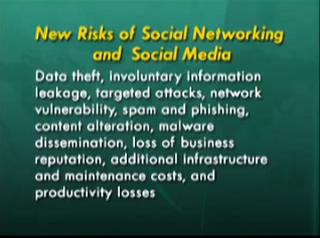 New Risks of Social Networking
and Social Media
Data theft, involuntary information
leakage, targeted attacks, network
vulnerability, spam and phishing,
content alteration, malware
dissemination, loss of business
reputation, additional infrastructure
and maintenance costs, and
productivity losses